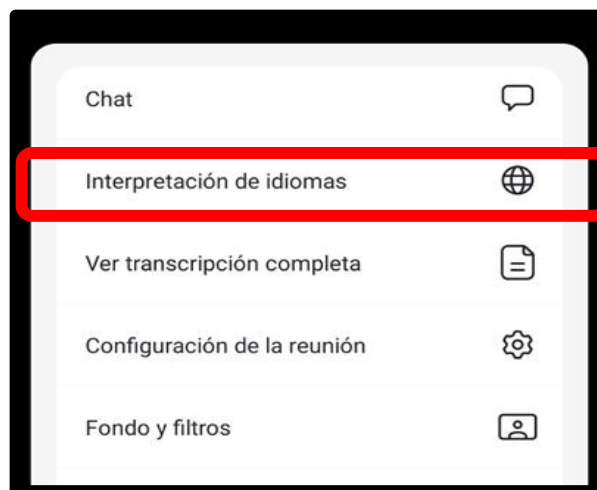 Chat
Interpretación de idiomas
Ver transcripción completa
Configuración de la reunión
Fondo y filtros